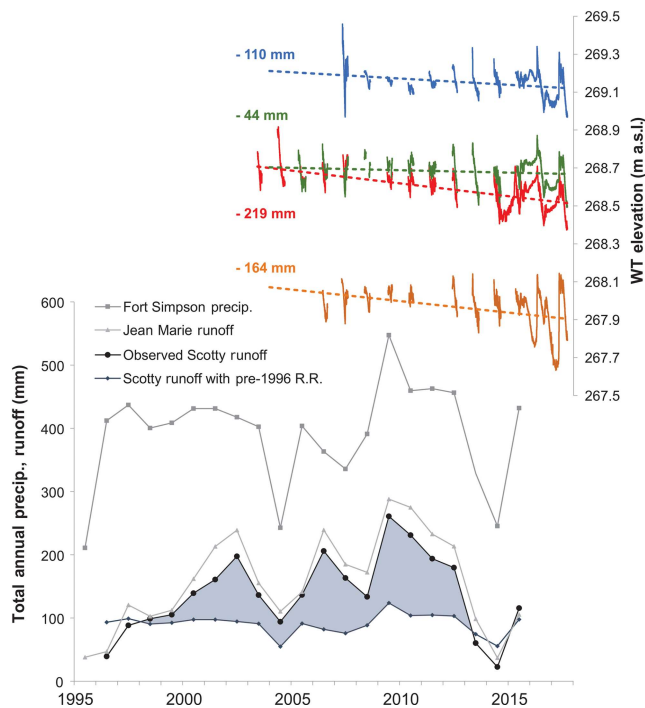 269.5
269.3
269.1
268.9
268.7
268.5
268.3
268.1
267.9
267.7
267.5
WT elevation (m a.s.l.)
- 110 mm
- 44 mm
- 219 mm
- 164 mm
600
500
400
300
200
100
0
Total annual precip., runoff (mm)
Fort Simpson precip.
Jean Marie runoff
Observed Scotty runoff
Scotty runoff with pre-1996 R.R.
1995
2000
2005
2010
2015